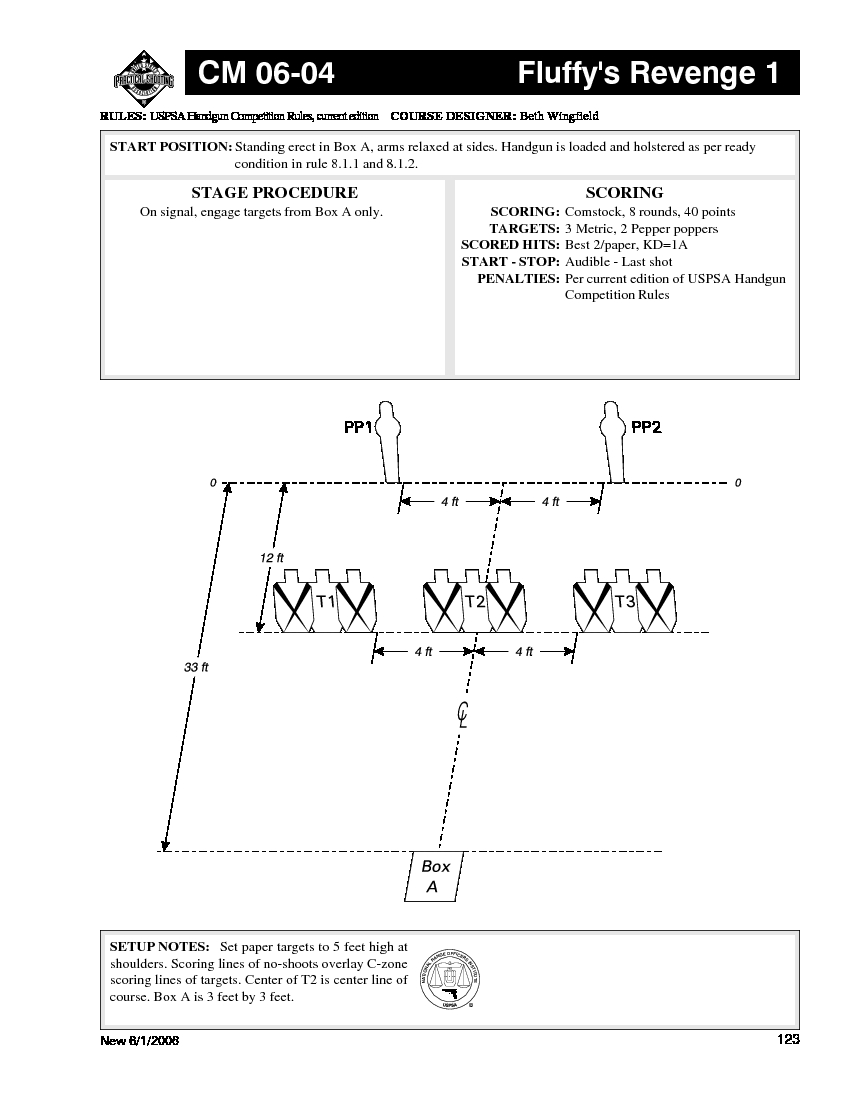 CM 06-04 Fluffy's Revenge 1
PRACTICAL SHOOTING
RULES: USPSA Handgun Competition Rules, current edition COURSE DESIGNER: Beth Wingfield
START POSITION: Standing erect in Box A, arms relaxed at sides. Handgun is loaded and holstered as per ready
condition in rule 8.1.1 and 8.1.2.
STAGE PROCEDURE
On signal, engage targets from Box A only.
SCORING
SCORING: Comstock, 8 rounds, 40 points
TARGETS: 3 Metric, 2 Pepper poppers
SCORED HITS: Best 2/paper, KD=1A
START - STOP: Audible - Last shot
PENALTIES: Per current edition of USPSA Handgun
Competition Rules
PP1 PP2
0 0
4 ft 4 ft
12 ft
T1 T2 T3
4 ft 4 ft
33 ft
CL
Box
A
SETUP NOTES: Set paper targets to 5 feet high at
shoulders. Scoring lines of no-shoots overlay C-zone
scoring lines of targets. Center of T2 is center line of
course. Box A is 3 feet by 3 feet.
USPSA
New 6/1/2006 123